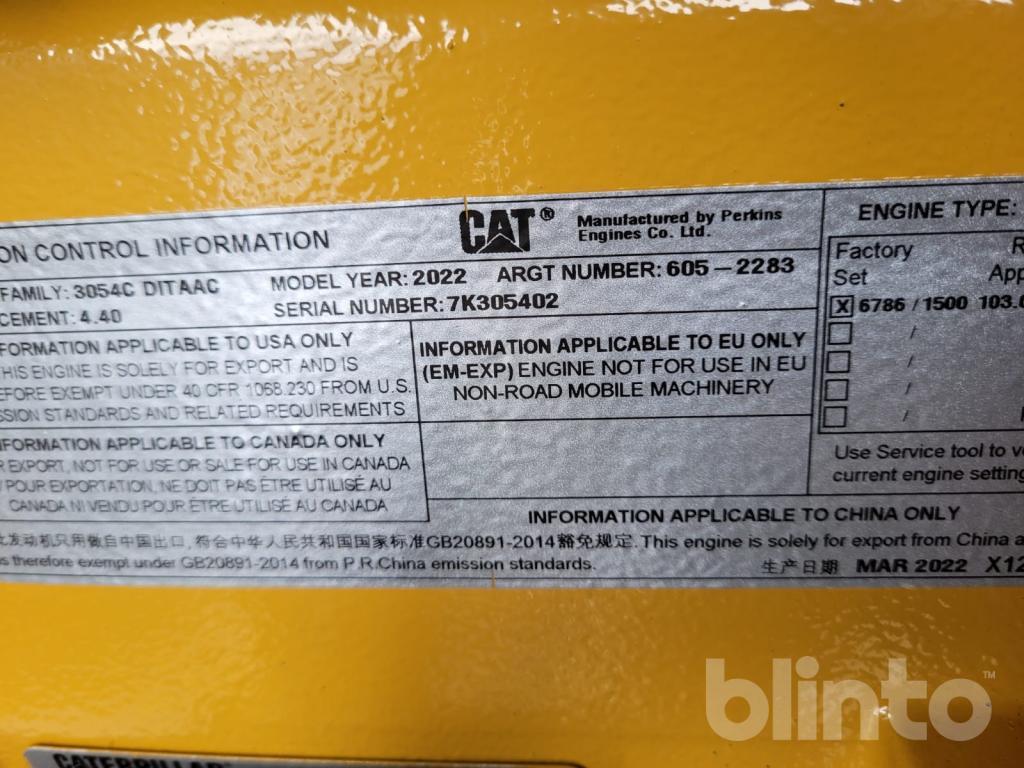 ON CONTROL INFORMATION
CAT®
Manufactured by Perkins
Engines Co. Ltd.
ENGINE TYPE:
FAMILY: 3054C DITAAC
MODEL YEAR: 2022
ARGT NUMBER: 605-2283
CEMENT: 4.40
SERIAL NUMBER: 7K305402
Factory
Set
App
X 6786 / 1500 103.
/
/
/
/
FORMATION APPLICABLE TO USA ONLY
THIS ENGINE IS SOLELY FOR EXPORT AND IS
EFORE EXEMPT UNDER 40 CFR 1068.230 FROM U.S.
SSION STANDARDS AND RELATED REQUIREMENTS
INFORMATION APPLICABLE TO EU ONLY
(EM-EXP) ENGINE NOT FOR USE IN EU
NON-ROAD MOBILE MACHINERY
FORMATION APPLICABLE TO CANADA ONLY
R EXPORT, NOT FOR USE OR SALE FOR USE IN CANADA
POUR EXPORTATION, NE DOIT PAS ÊTRE UTILISÉ AU
CANADA NI VENDU POUR ÊTRE UTILISÉ AU CANADA
Use Service tool to ve
current engine setting
INFORMATION APPLICABLE TO CHINA ONLY
此发动机只用做自中国出口, 符合中华人民共和国国家标准GB20891-2014豁免规定. This engine is solely for export from China a
s therefore exempt under GB20891-2014 from P.R.China emission standards.
生产日期 MAR 2022 X12
blinto™
CATERPILLAR